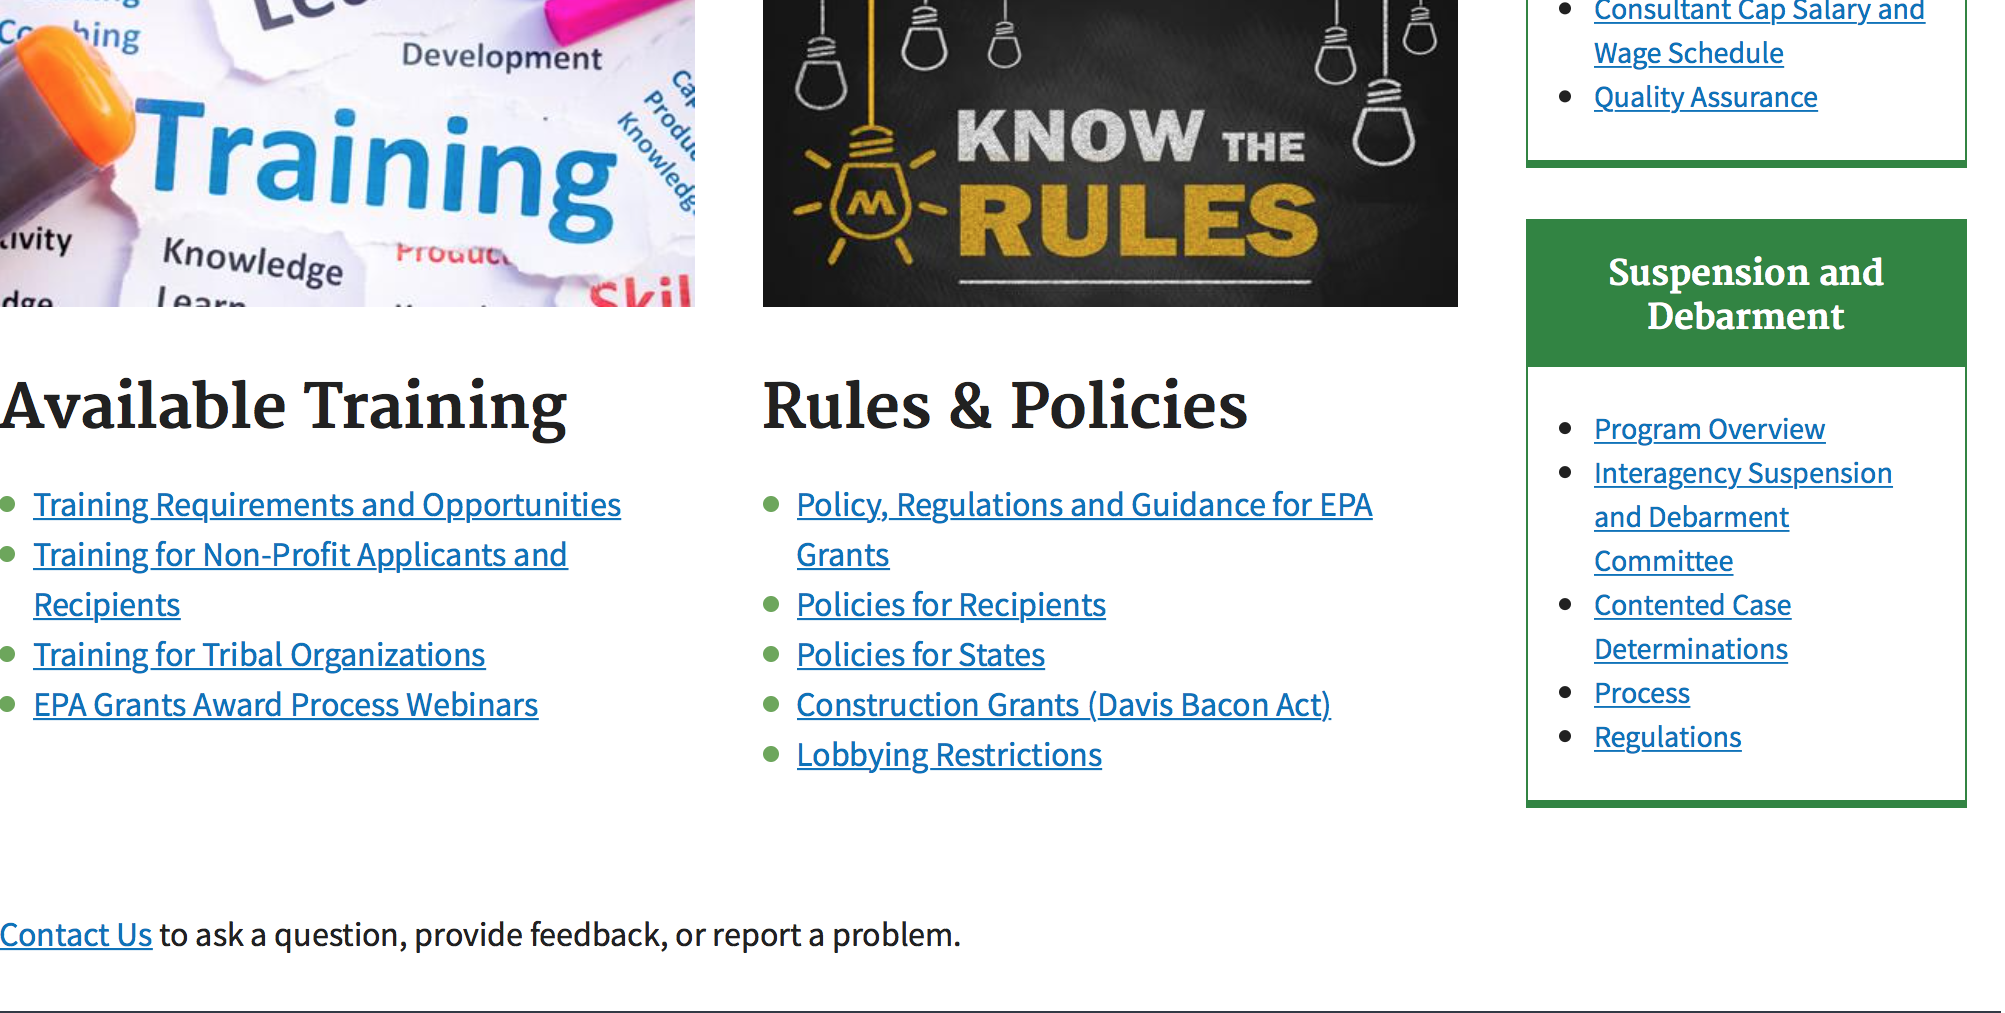 Development
Training
Knowledge
Learn
KNOW THE
RULES
Available Training
Training Requirements and Opportunities
Training for Non-Profit Applicants and
Recipients
Training for Tribal Organizations
EPA Grants Award Process Webinars
Rules & Policies
Policy, Regulations and Guidance for EPA
Grants
Policies for Recipients
Policies for States
Construction Grants (Davis Bacon Act)
Lobbying Restrictions
Consultant Cap Salary and
Wage Schedule
Quality Assurance
Suspension and
Debarment
Program Overview
Interagency Suspension
and Debarment
Committee
Contented Case
Determinations
Process
Regulations
Contact Us to ask a question, provide feedback, or report a problem.